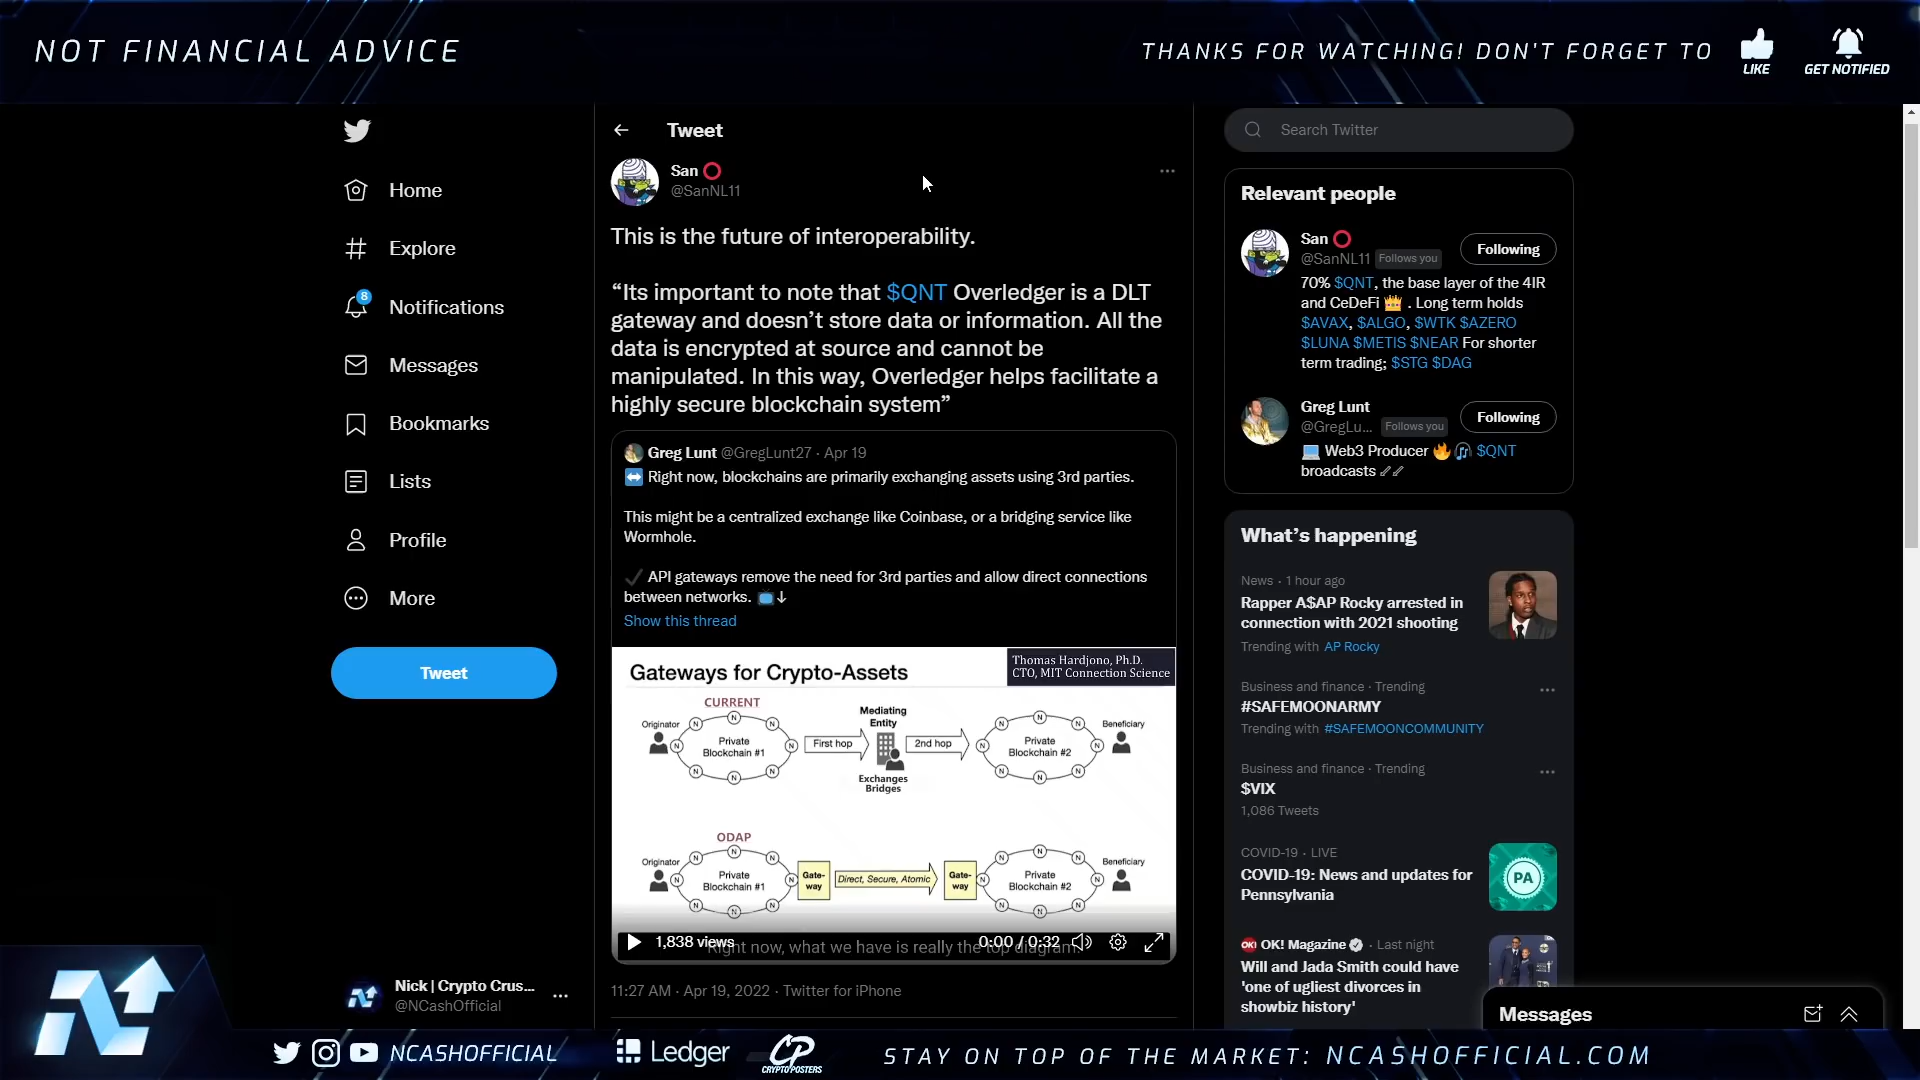 NOT FINANCIAL ADVICE
THANKS FOR WATCHING! DON'T FORGET TO
LIKE
GET NOTIFIED
Home
Explore
8
Notifications
Messages
Bookmarks
Lists
Profile
More
Tweet
Nick | Crypto Crus...
@NCashOfficial
Tweet
San
@SanNL11
This is the future of interoperability.
“Its important to note that $QNT Overledger is a DLT
gateway and doesn’t store data or information. All the
data is encrypted at source and cannot be
manipulated. In this way, Overledger helps facilitate a
highly secure blockchain system”
Greg Lunt @GregLunt27 · Apr 19
Right now, blockchains are primarily exchanging assets using 3rd parties.
This might be a centralized exchange like Coinbase, or a bridging service like
Wormhole.
API gateways remove the need for 3rd parties and allow direct connections
between networks.
Show this thread
Gateways for Crypto-Assets
Thomas Hardjono, Ph.D.
CTO, MIT Connection Science
CURRENT
Originator
N N N N N N N N
Private
Blockchain #1
First hop
Mediating
Entity
Exchanges
Bridges
2nd hop
N N N N N N N N
Private
Blockchain #2
Beneficiary
ODAP
Originator
N N N N N N N N
Private
Blockchain #1
Gate-
way
Direct, Secure, Atomic
Gate-
way
N N N N N N N N
Private
Blockchain #2
Beneficiary
1,838 views
Right now, what we have is really the top diagram.
0:00 / 0:32
11:27 AM · Apr 19, 2022 · Twitter for iPhone
Search Twitter
Relevant people
San
@SanNL11 Follows you
Following
70% $QNT, the base layer of the 4IR
and CeDeFi . Long term holds
$AVAX, $ALGO, $WTK $AZERO
$LUNA $METIS $NEAR For shorter
term trading; $STG $DAG
Greg Lunt
@GregLu... Follows you
Following
Web3 Producer $QNT
broadcasts
What’s happening
News · 1 hour ago
Rapper A$AP Rocky arrested in
connection with 2021 shooting
Trending with AP Rocky
Business and finance · Trending
#SAFEMOONARMY
Trending with #SAFEMOONCOMMUNITY
Business and finance · Trending
$VIX
1,086 Tweets
COVID-19 · LIVE
COVID-19: News and updates for
Pennsylvania
PA
OK! OK! Magazine · Last night
Will and Jada Smith could have
'one of ugliest divorces in
showbiz history'
Messages
NCASHOFFICIAL
Ledger
CP
CRYPTOPOSTERS
STAY ON TOP OF THE MARKET: NCASHOFFICIAL.COM